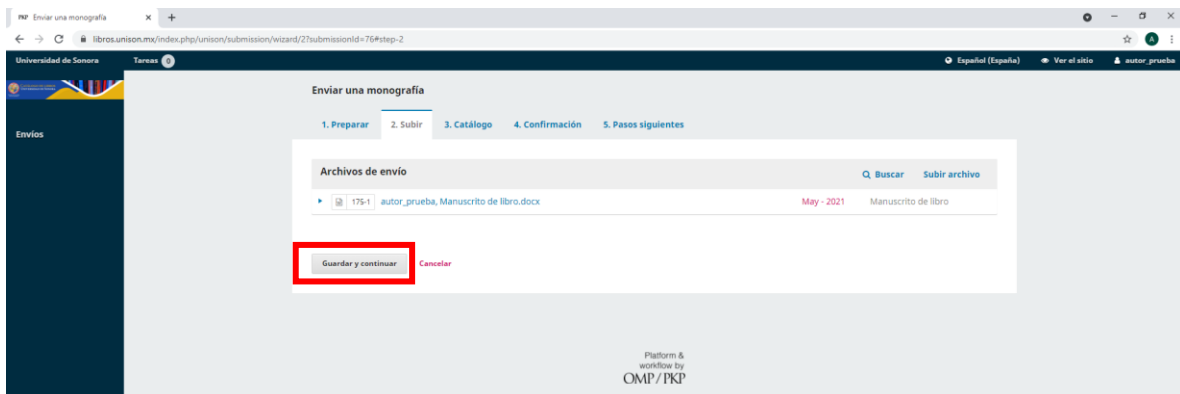 PKP Enviar una monografía
libros.unison.mx/index.php/unison/submission/wizard/2?submissionId=76#step-2
A
Universidad de Sonora Tareas 0 Español (España) Ver el sitio autor_prueba
Enviar una monografía
Envíos
1. Preparar 2. Subir 3. Catálogo 4. Confirmación 5. Pasos siguientes
Archivos de envío Buscar Subir archivo
175-1 autor_prueba, Manuscrito de libro.docx May - 2021 Manuscrito de libro
Guardar y continuar Cancelar
Platform &
workflow by
OMP / PKP